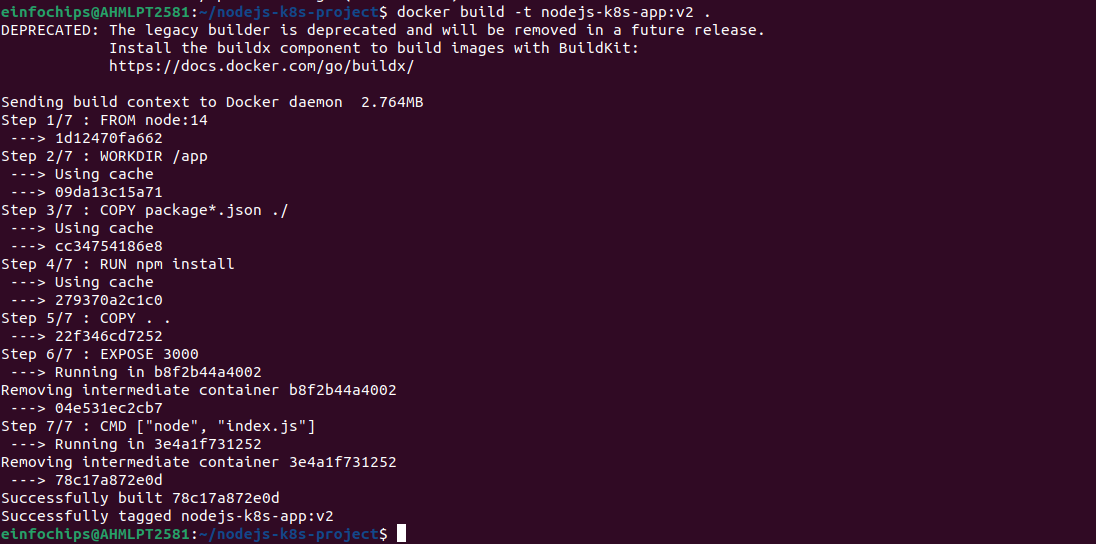 einfochips@AHMLPT2581:~/nodejs-k8s-project$ docker build -t nodejs-k8s-app:v2 .
DEPRECATED: The legacy builder is deprecated and will be removed in a future release.
            Install the buildx component to build images with BuildKit:
            https://docs.docker.com/go/buildx/

Sending build context to Docker daemon  2.764MB
Step 1/7 : FROM node:14
 ---> 1d12470fa662
Step 2/7 : WORKDIR /app
 ---> Using cache
 ---> 09da13c15a71
Step 3/7 : COPY package*.json ./
 ---> Using cache
 ---> cc34754186e8
Step 4/7 : RUN npm install
 ---> Using cache
 ---> 279370a2c1c0
Step 5/7 : COPY . .
 ---> 22f346cd7252
Step 6/7 : EXPOSE 3000
 ---> Running in b8f2b44a4002
Removing intermediate container b8f2b44a4002
 ---> 04e531ec2cb7
Step 7/7 : CMD ["node", "index.js"]
 ---> Running in 3e4a1f731252
Removing intermediate container 3e4a1f731252
 ---> 78c17a872e0d
Successfully built 78c17a872e0d
Successfully tagged nodejs-k8s-app:v2
einfochips@AHMLPT2581:~/nodejs-k8s-project$